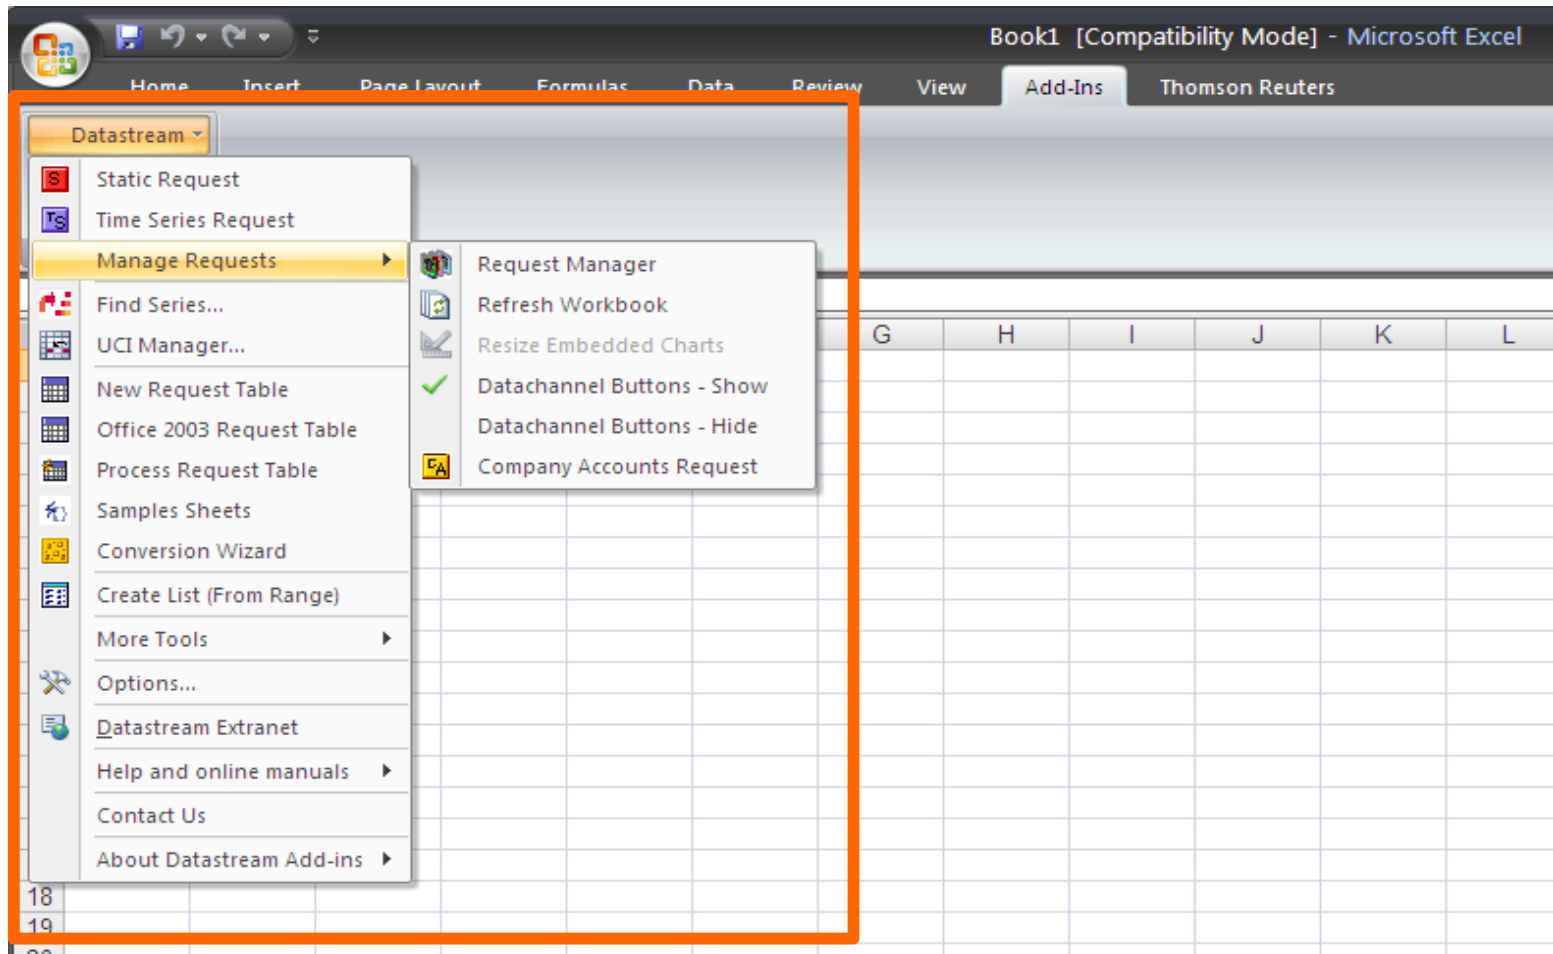 Book1 [Compatibility Mode] - Microsoft Excel
Home Insert Page Layout Formulas Data Review View Add-Ins Thomson Reuters
Datastream
S Static Request
TS Time Series Request
Manage Requests
Request Manager
Find Series...
Refresh Workbook
UCI Manager...
Resize Embedded Charts
G H I J K L
New Request Table
Datachannel Buttons - Show
Office 2003 Request Table
Datachannel Buttons - Hide
Process Request Table
CA Company Accounts Request
Samples Sheets
Conversion Wizard
Create List (From Range)
More Tools
Options...
Datastream Extranet
Help and online manuals
Contact Us
About Datastream Add-ins
18
19